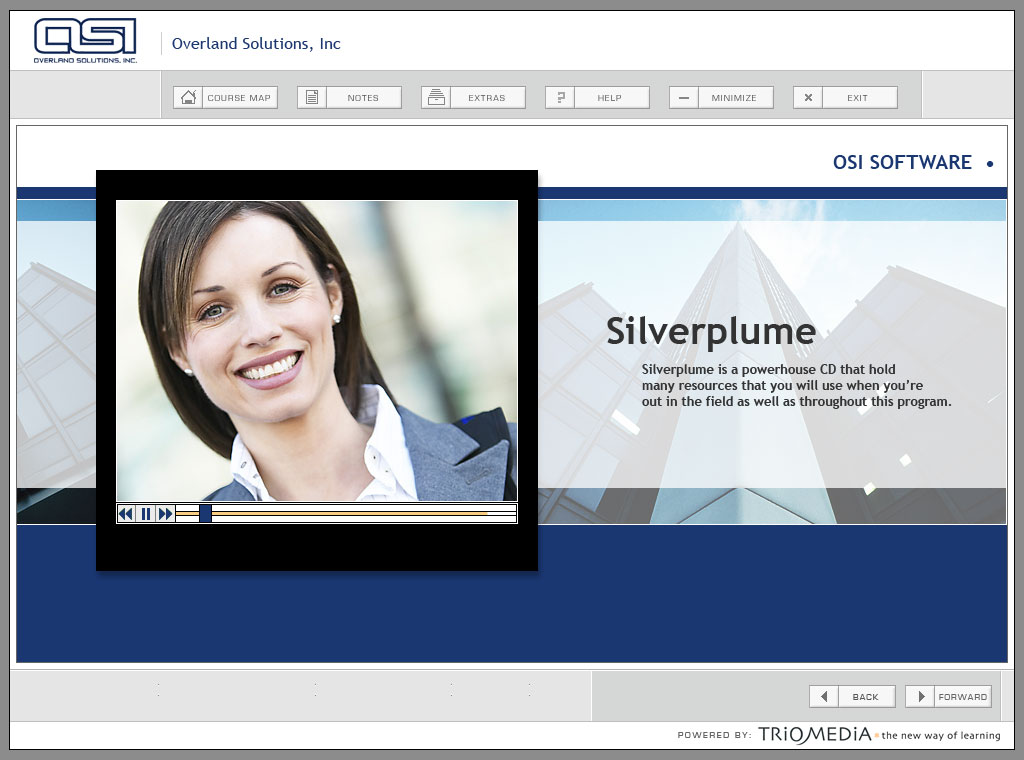 OSI
OVERLAND SOLUTIONS, INC.
Overland Solutions, Inc
COURSE MAP
NOTES
EXTRAS
HELP
MINIMIZE
EXIT
OSI SOFTWARE •
Silverplume
Silverplume is a powerhouse CD that hold
many resources that you will use when you’re
out in the field as well as throughout this program.
BACK
FORWARD
POWERED BY: TRiOMEDiA • the new way of learning